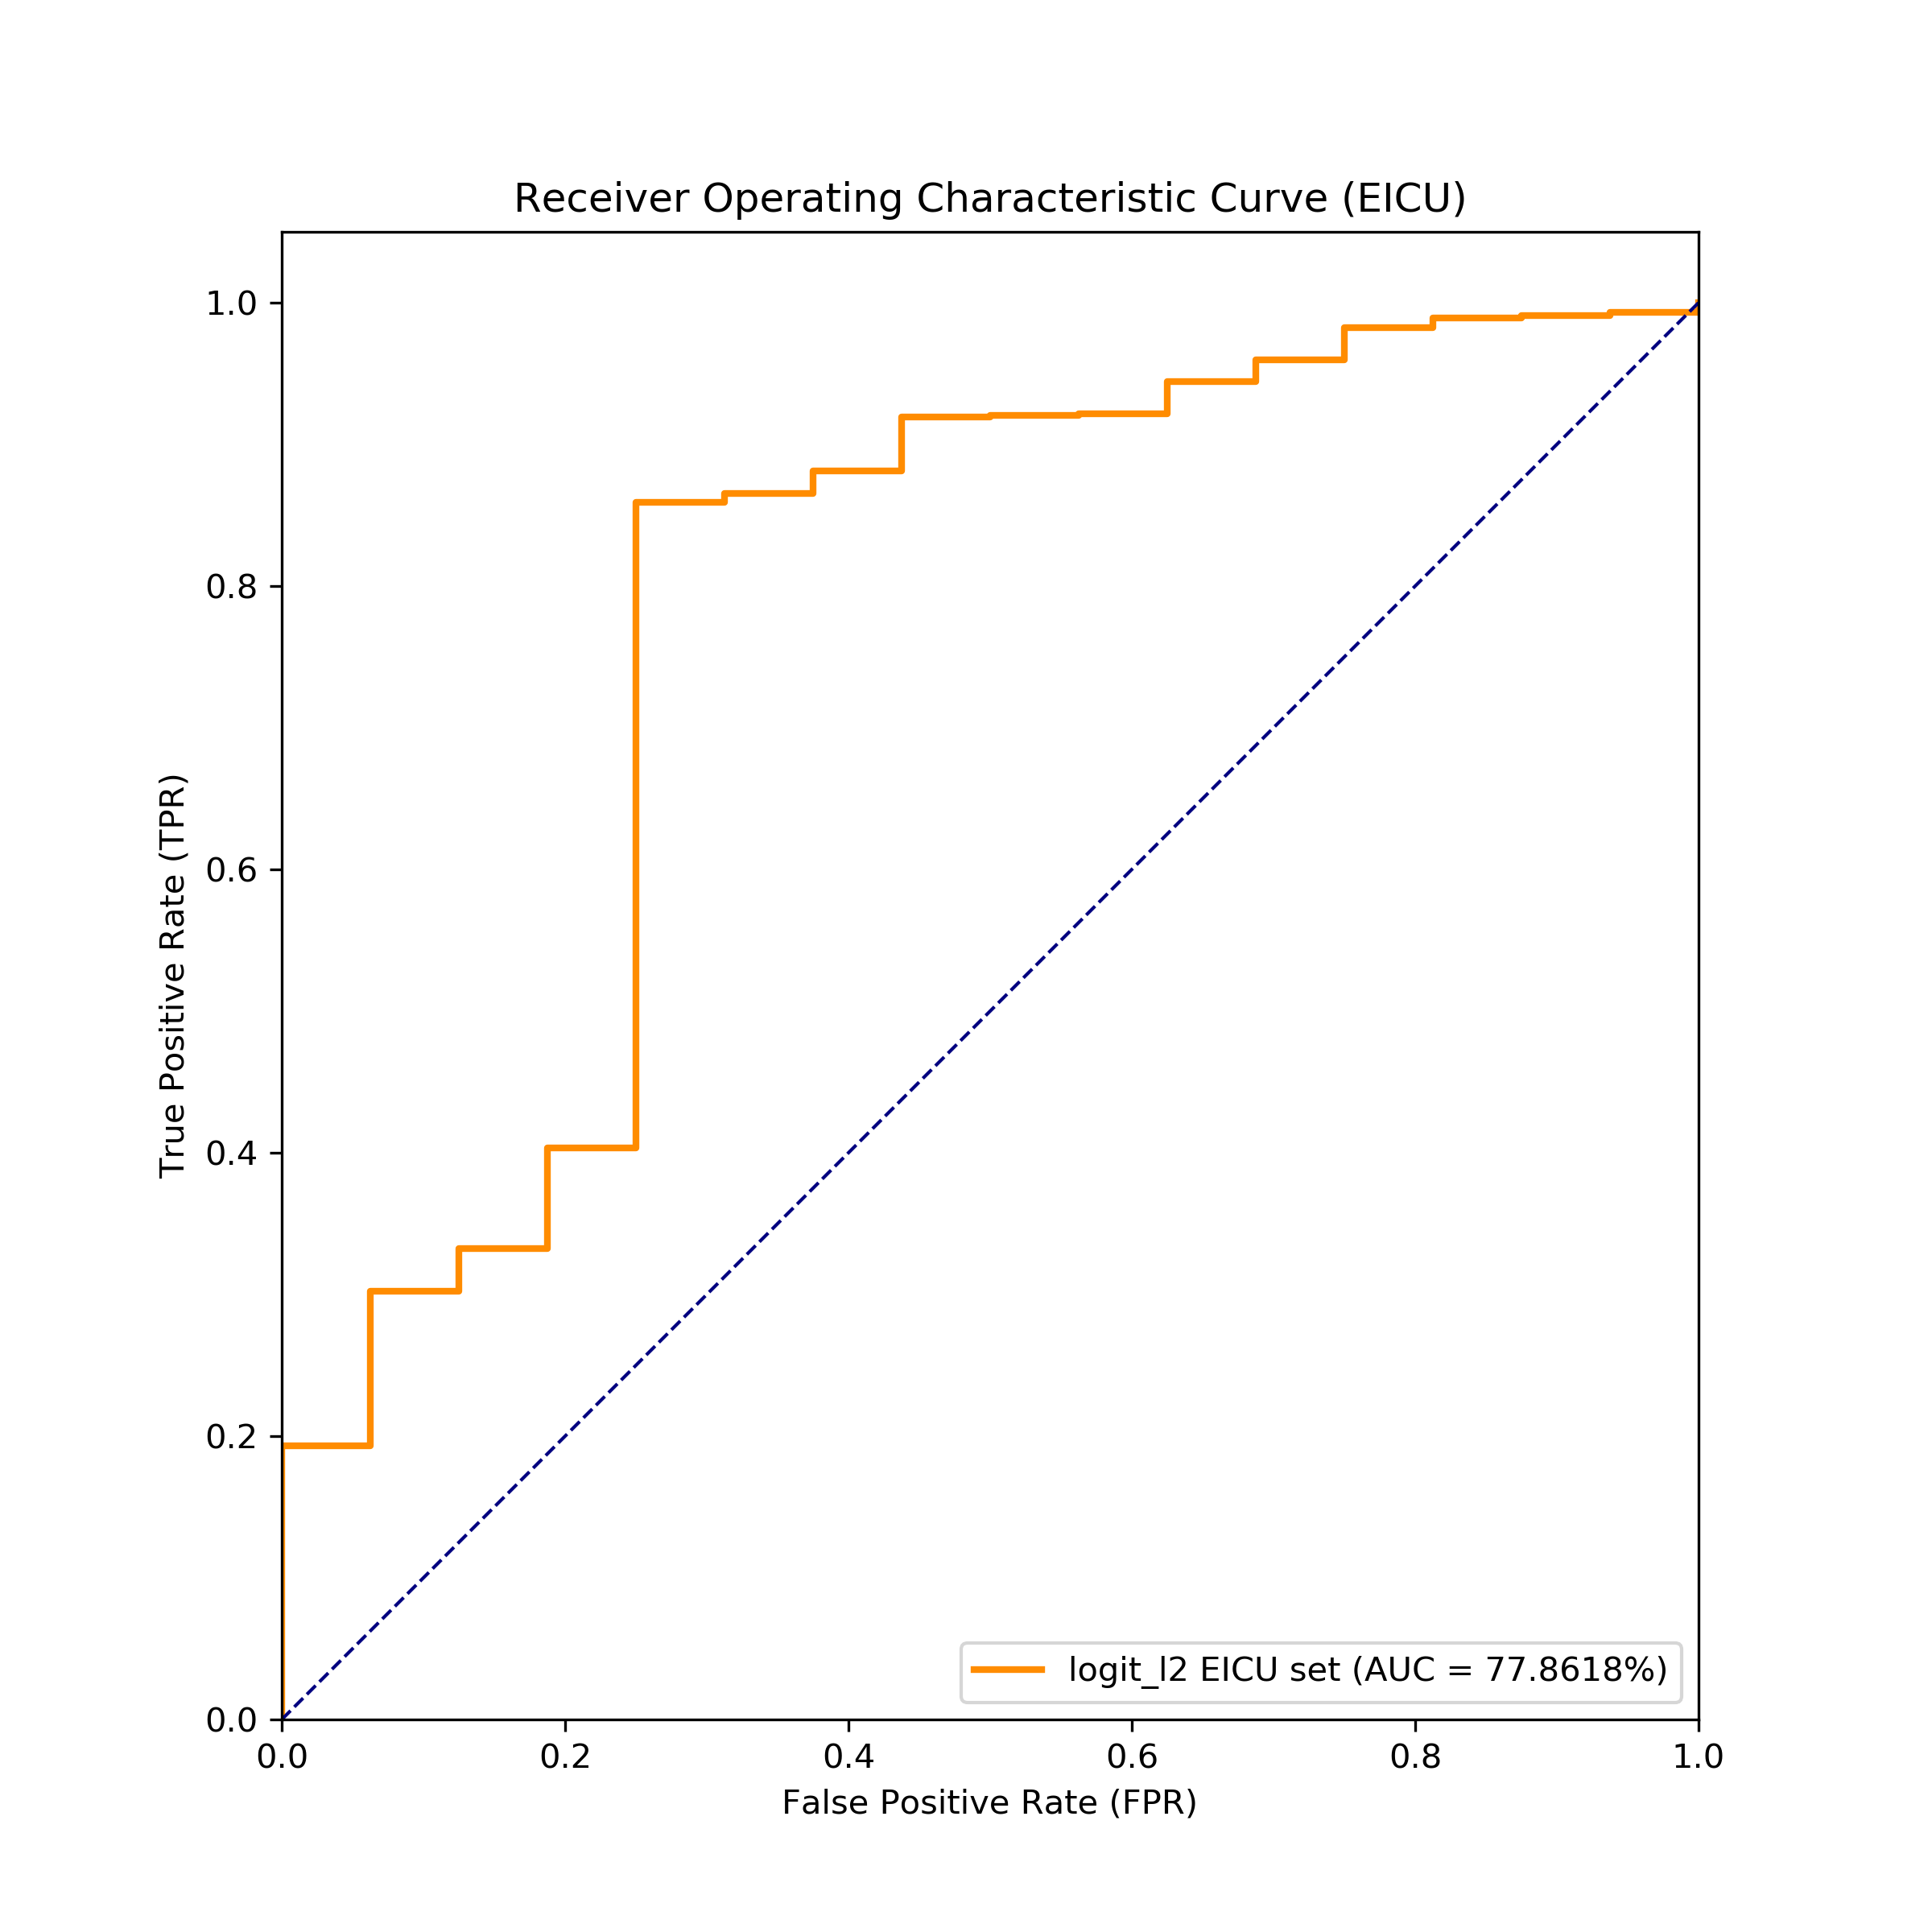 Receiver Operating Characteristic Curve (EICU)
True Positive Rate (TPR)
1.0
0.8
0.6
0.4
0.2
0.0
logit_l2 EICU set (AUC = 77.8618%)
0.0 0.2 0.4 0.6 0.8 1.0
False Positive Rate (FPR)